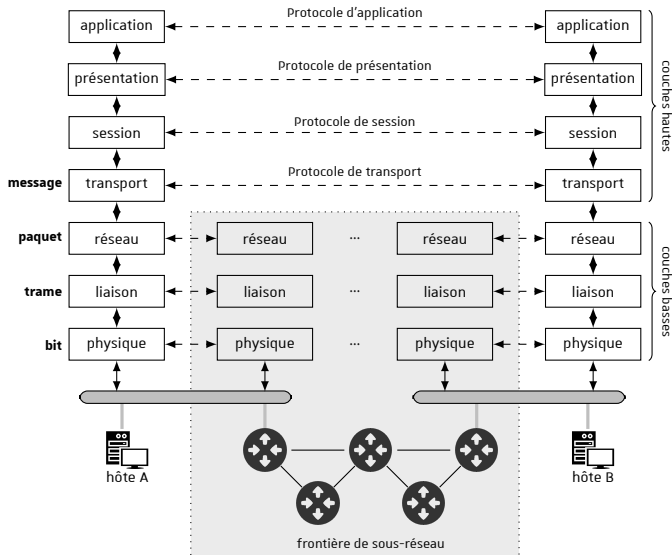 application
Protocole d'application
application
présentation
Protocole de présentation
présentation
session
Protocole de session
session
message
transport
Protocole de transport
transport
couches hautes
paquet
réseau
réseau
...
réseau
réseau
trame
liaison
liaison
...
liaison
liaison
bit
physique
physique
...
physique
physique
couches basses
hôte A
hôte B
frontière de sous-réseau